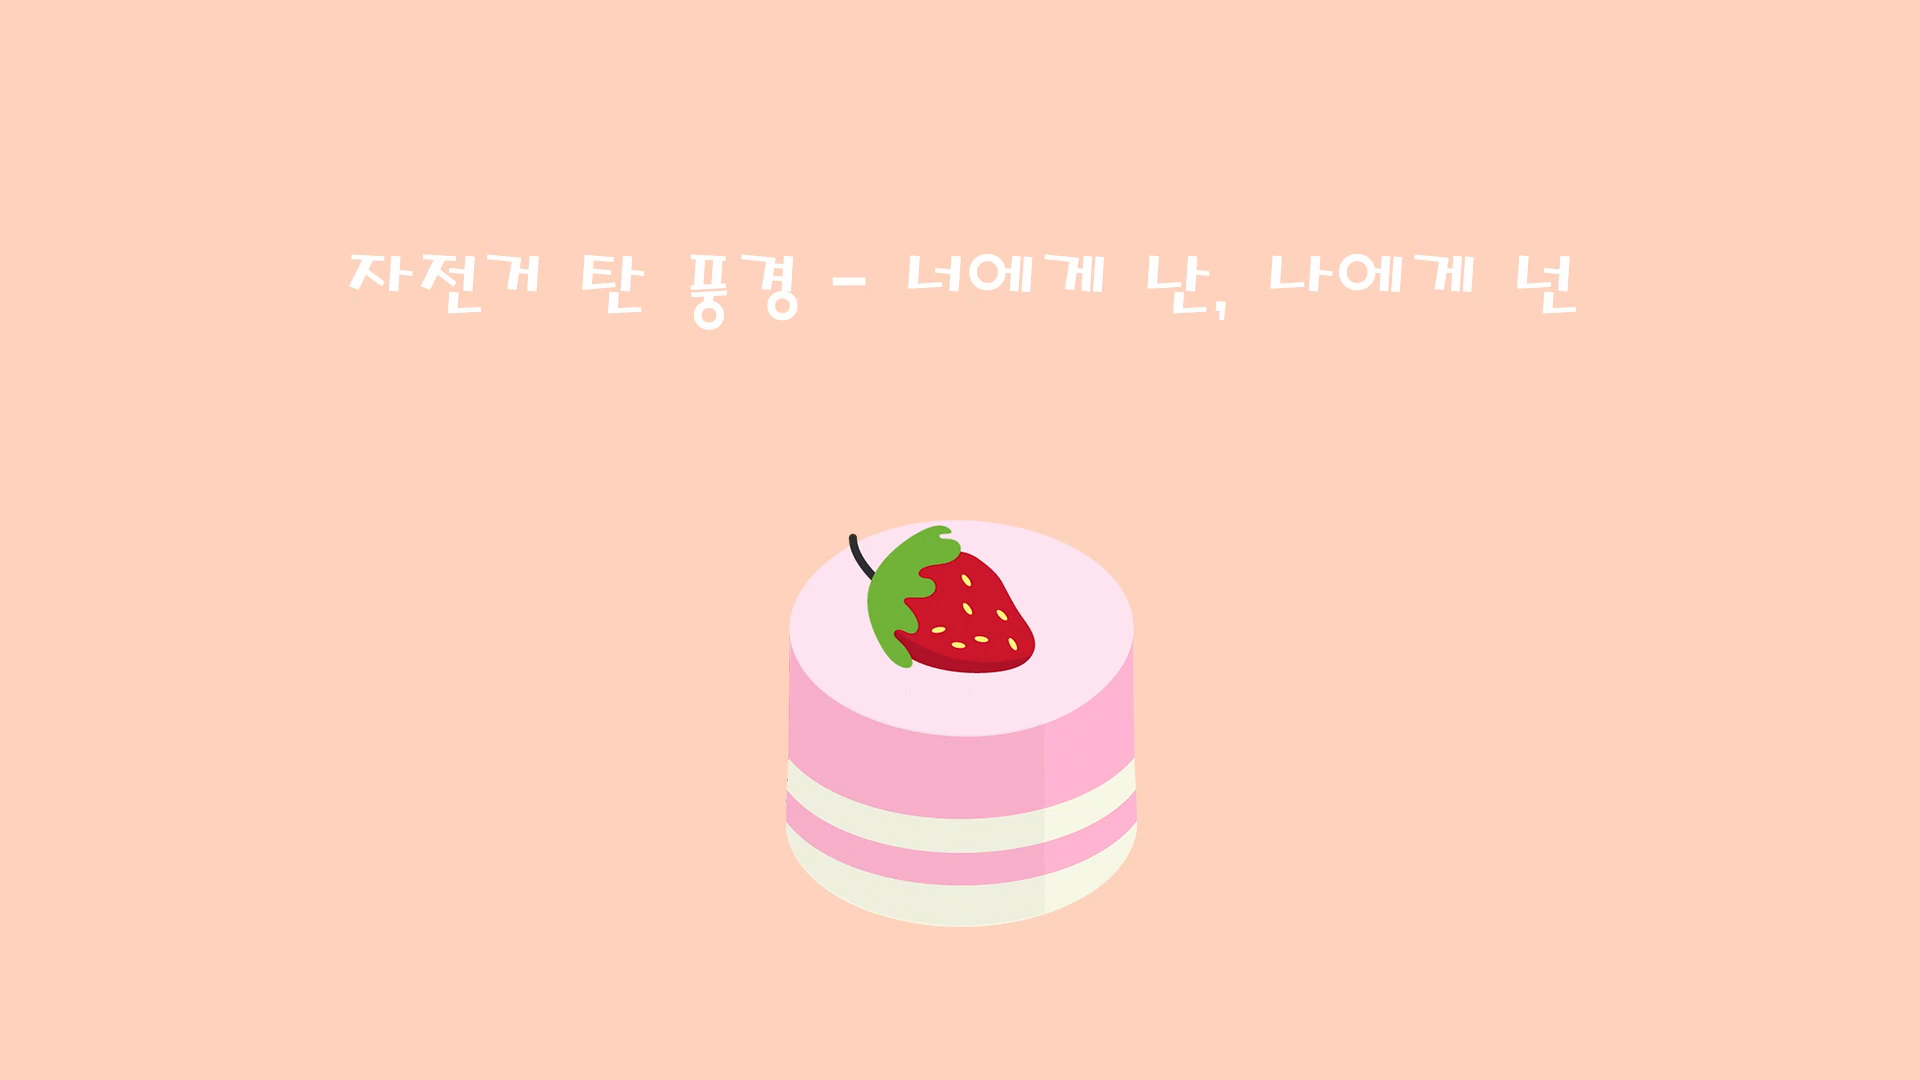 자전거 탄 풍경 - 너에게 난, 나에게 넌